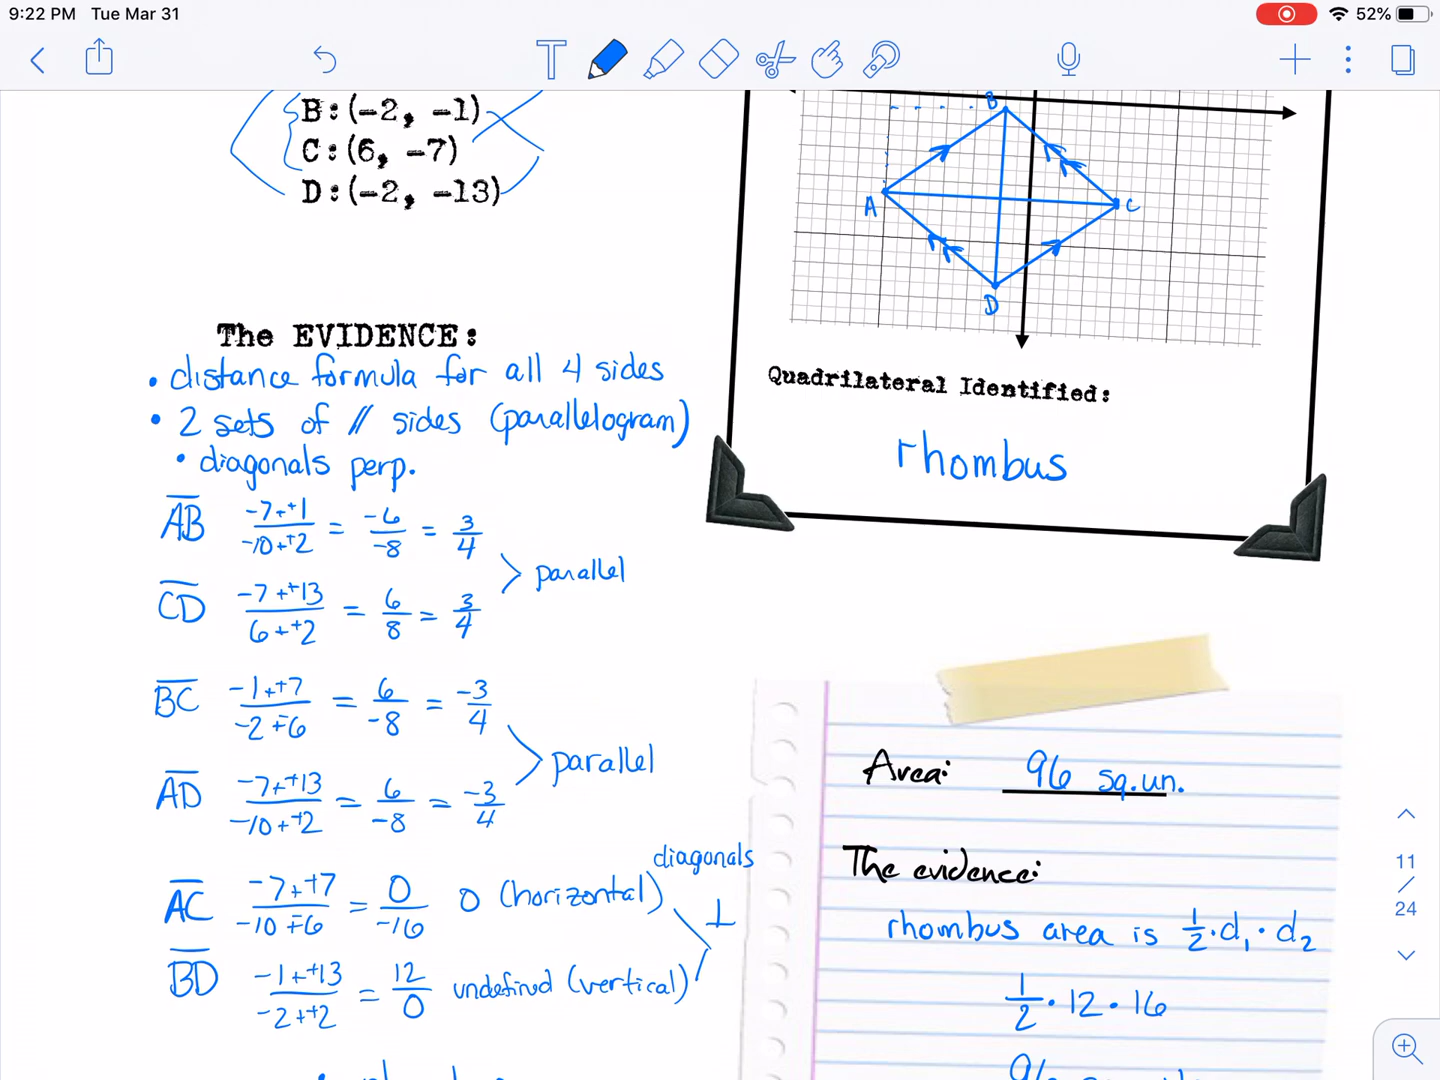 9:22 PM Tue Mar 31
52%
B:(-2, -1)
C:(6, -7)
D:(-2, -13)
B
A
C
D
The EVIDENCE:
• distance formula for all 4 sides
• 2 sets of // sides (parallelogram)
• diagonals perp.
AB -7++1/-10++2 = -6/-8 = 3/4
> parallel
CD -7++13/6++2 = 6/8 = 3/4
BC -1++7/-2+-6 = 6/-8 = -3/4
> parallel
AD -7++13/-10++2 = 6/-8 = -3/4
diagonals
AC -7++7/-10+-6 = 0/-16 0 (horizontal)
⊥
BD -1++13/-2++2 = 12/0 undefined (vertical)
Quadrilateral Identified:
rhombus
Area: 96 sq.un.
The evidence:
rhombus area is 1/2·d₁·d₂
1/2·12·16
96
11
/
24